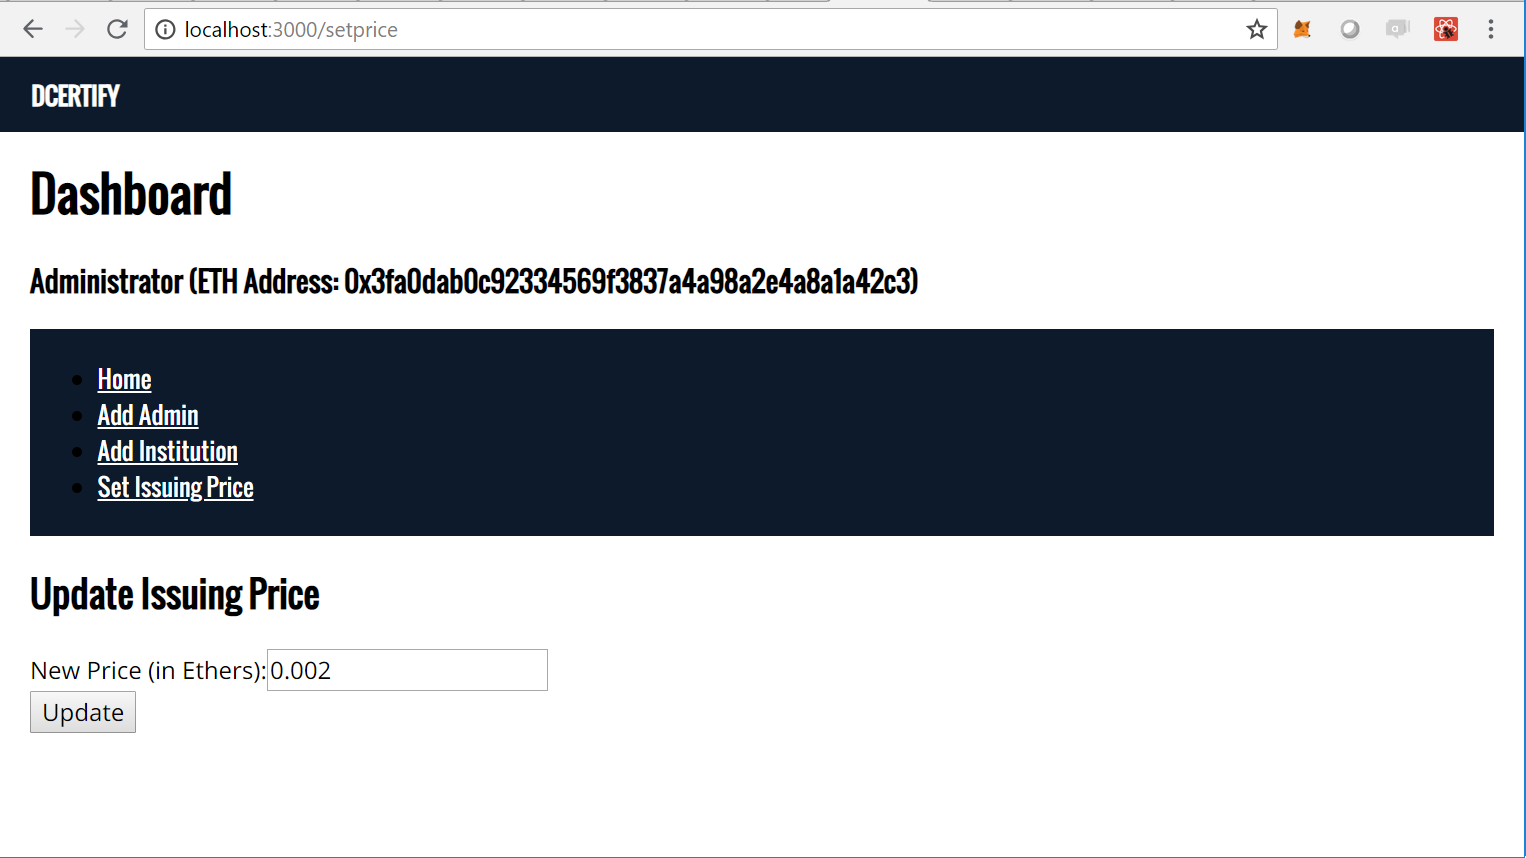 localhost:3000/setprice
DCERTIFY
Dashboard
Administrator (ETH Address: 0x3fa0dab0c92334569f3837a4a98a2e4a8a1a42c3)
Home
Add Admin
Add Institution
Set Issuing Price
Update Issuing Price
New Price (in Ethers):0.002
Update